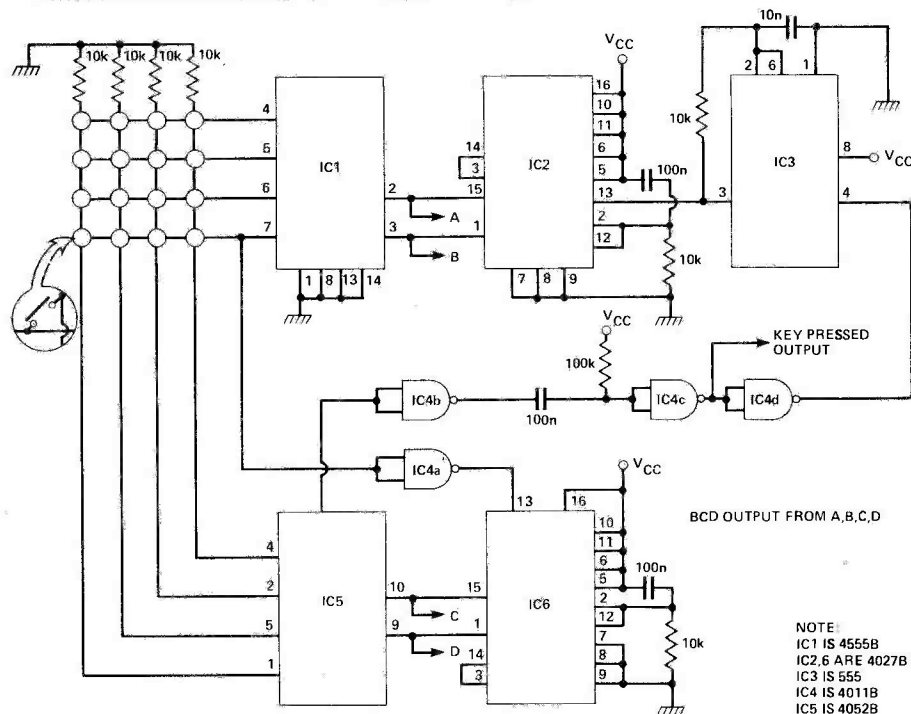 10k 10k 10k 10k
10n
VCC
2 6 1
16
10
11
6
5
4
5
6
7
IC1
14
3
15
1
IC2
100n
10k
IC3
8
VCC
2
3
A
B
13
2
12
3
4
1 8 13 14
7 8 9
10k
VCC
100k
KEY PRESSED
OUTPUT
IC4b
100n
IC4c
IC4d
IC4a
VCC
13
16
BCD OUTPUT FROM A,B,C,D
4
2
5
1
IC5
10
9
C
D
15
1
14
3
IC6
10
11
6
5
2
12
7
8
9
100n
10k
NOTE
IC1 IS 4555B
IC2,6 ARE 4027B
IC3 IS 555
IC4 IS 4011B
IC5 IS 4052B